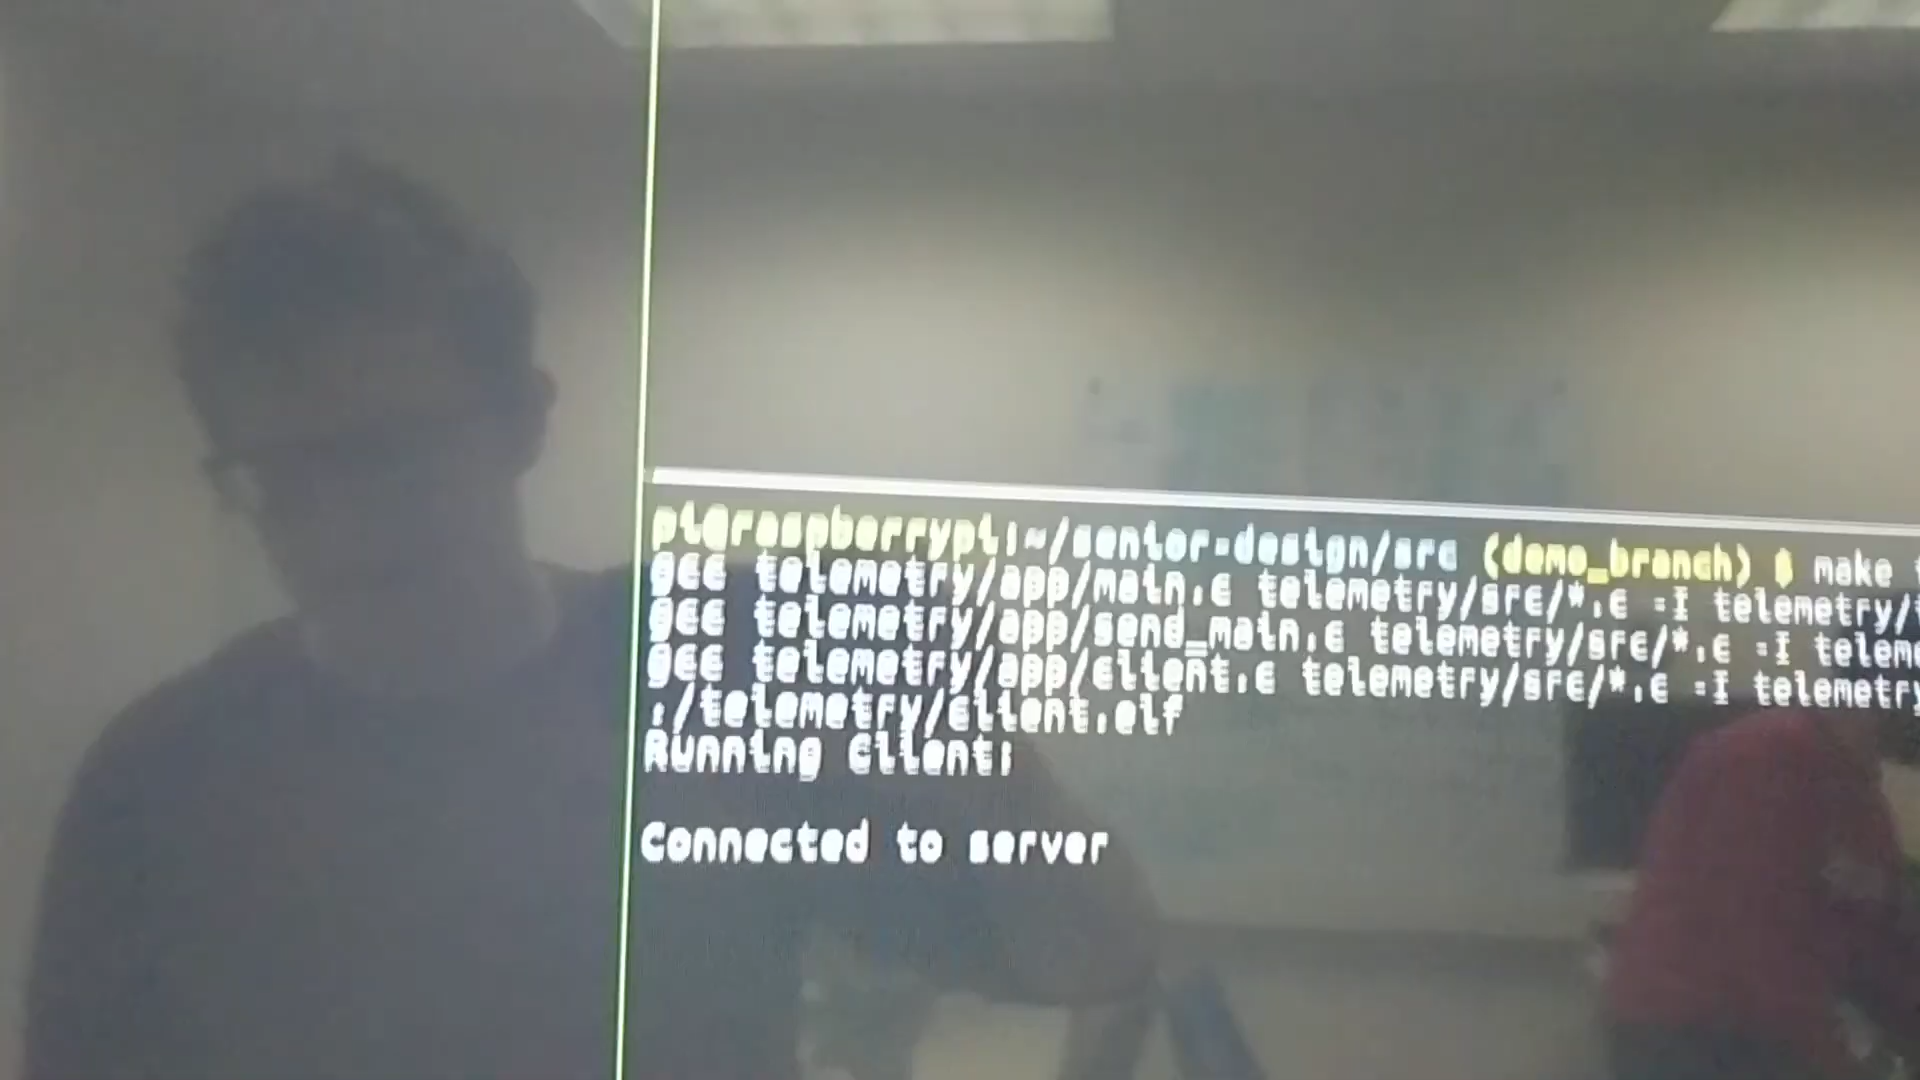 pi@raspberrypi:~/senior-design/src (demo_branch) $ make
gcc telemetry/app/main.c telemetry/src/*.c -I telemetry/
gcc telemetry/app/send_main.c telemetry/src/*.c -I teleme
gcc telemetry/app/client.c telemetry/src/*.c -I telemetry
./telemetry/client.elf
Running Client:
Connected to server